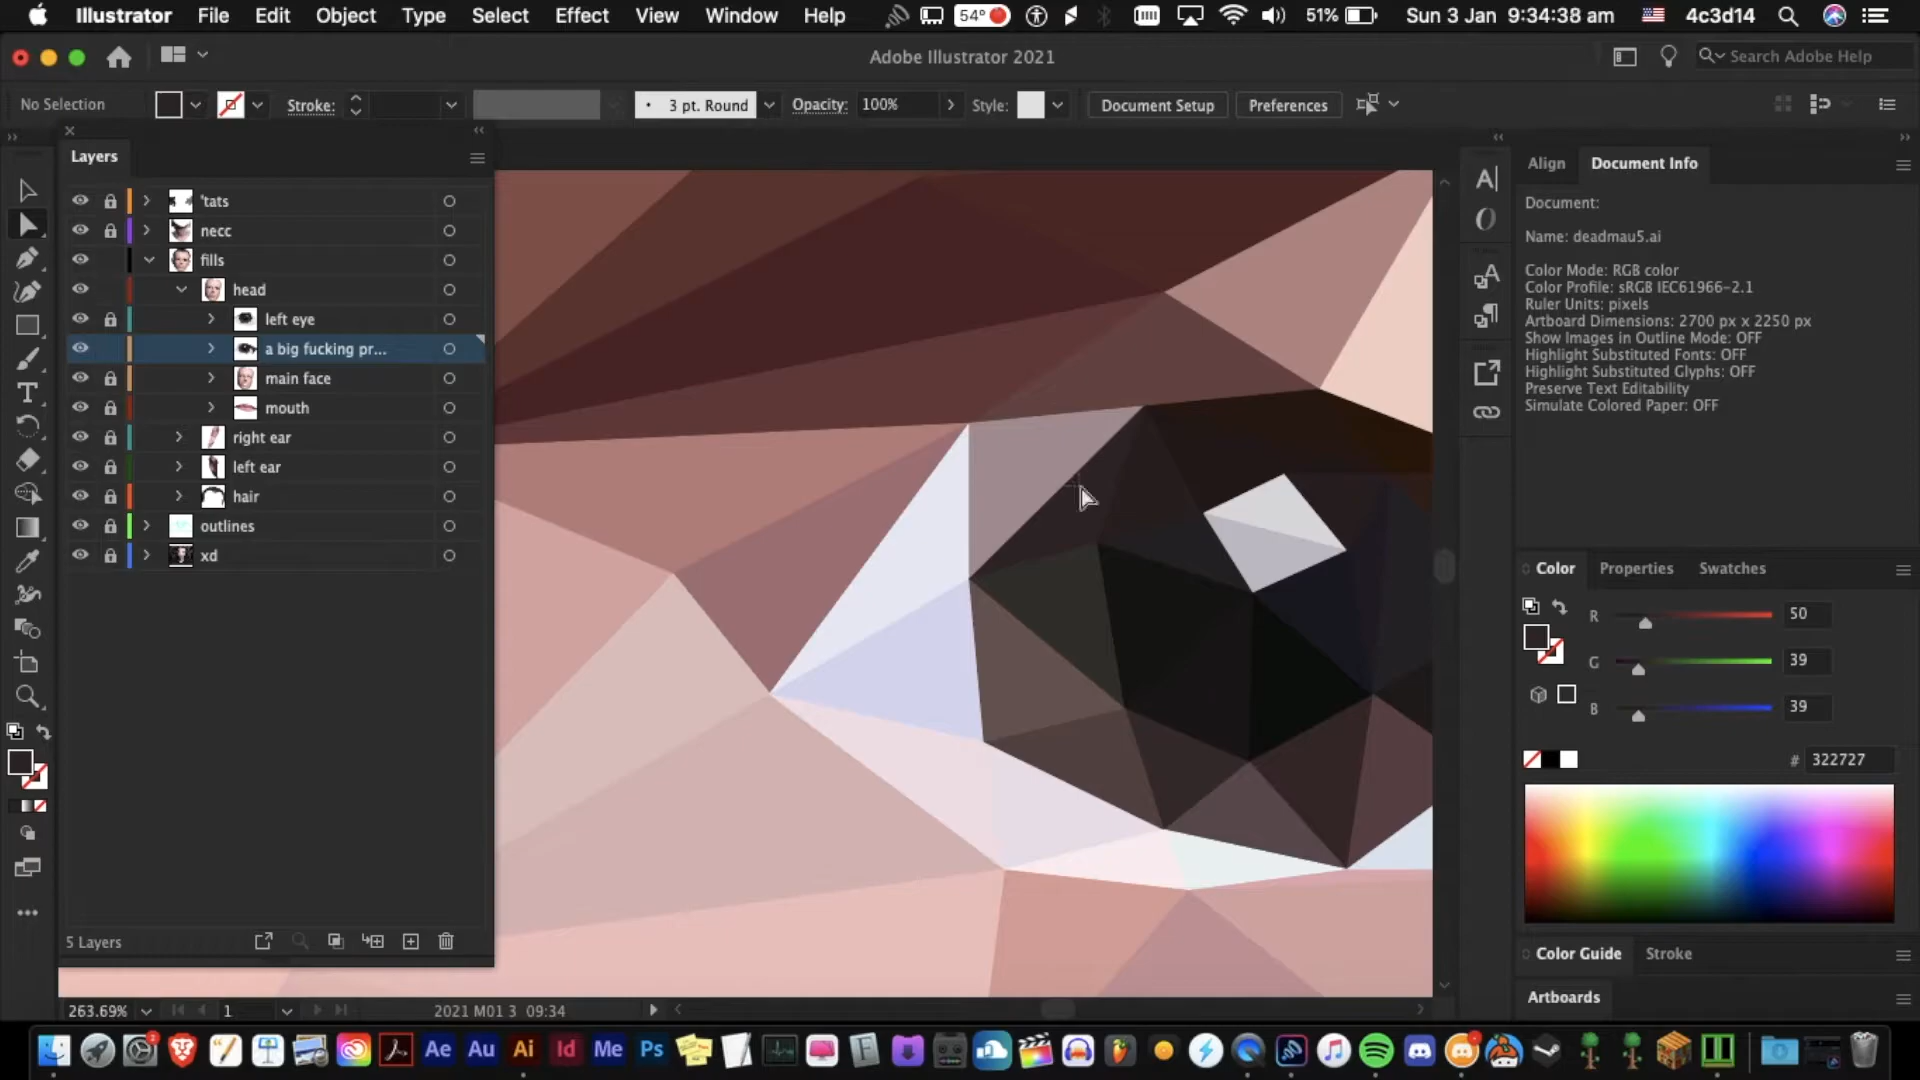 Illustrator File Edit Object Type Select Effect View Window Help 54° 51% Sun 3 Jan 9:34:38 am 4c3d14
Adobe Illustrator 2021
Search Adobe Help
No Selection
Stroke:
3 pt. Round
Opacity: 100%
Style:
Document Setup
Preferences
Layers
'tats
necc
fills
head
left eye
a big fucking pr...
main face
mouth
right ear
left ear
hair
outlines
xd
5 Layers
263.69%
1
2021 M01 3 09:34
Align
Document Info
Document:
Name: deadmau5.ai
Color Mode: RGB color
Color Profile: sRGB IEC61966-2.1
Ruler Units: pixels
Artboard Dimensions: 2700 px x 2250 px
Show Images in Outline Mode: OFF
Highlight Substituted Fonts: OFF
Highlight Substituted Glyphs: OFF
Preserve Text Editability
Simulate Colored Paper: OFF
Color
Properties
Swatches
R 50
G 39
B 39
# 322727
Color Guide
Stroke
Artboards
Ae Au Ai Id Me Ps